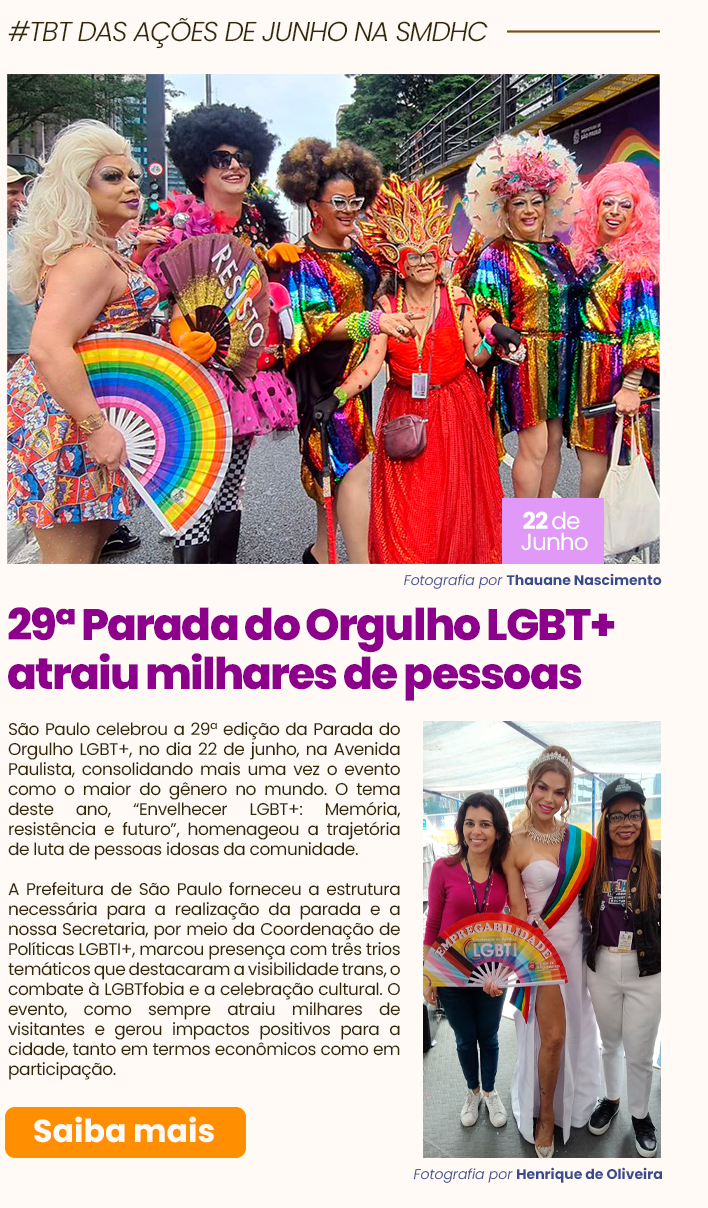 #TBT DAS AÇÕES DE JUNHO NA SMDHC
RESISTO
22 de
Junho
Fotografia por Thauane Nascimento
29ª Parada do Orgulho LGBT+
atraiu milhares de pessoas
São Paulo celebrou a 29ª edição da Parada do
Orgulho LGBT+, no dia 22 de junho, na Avenida
Paulista, consolidando mais uma vez o evento
como o maior do gênero no mundo. O tema
deste ano, “Envelhecer LGBT+: Memória,
resistência e futuro”, homenageou a trajetória
de luta de pessoas idosas da comunidade.
A Prefeitura de São Paulo forneceu a estrutura
necessária para a realização da parada e a
nossa Secretaria, por meio da Coordenação de
Políticas LGBTI+, marcou presença com três trios
temáticos que destacaram a visibilidade trans, o
combate à LGBTfobia e a celebração cultural. O
evento, como sempre atraiu milhares de
visitantes e gerou impactos positivos para a
cidade, tanto em termos econômicos como em
participação.
EMPREGABILIDADE
LGBTI
Saiba mais
Fotografia por Henrique de Oliveira